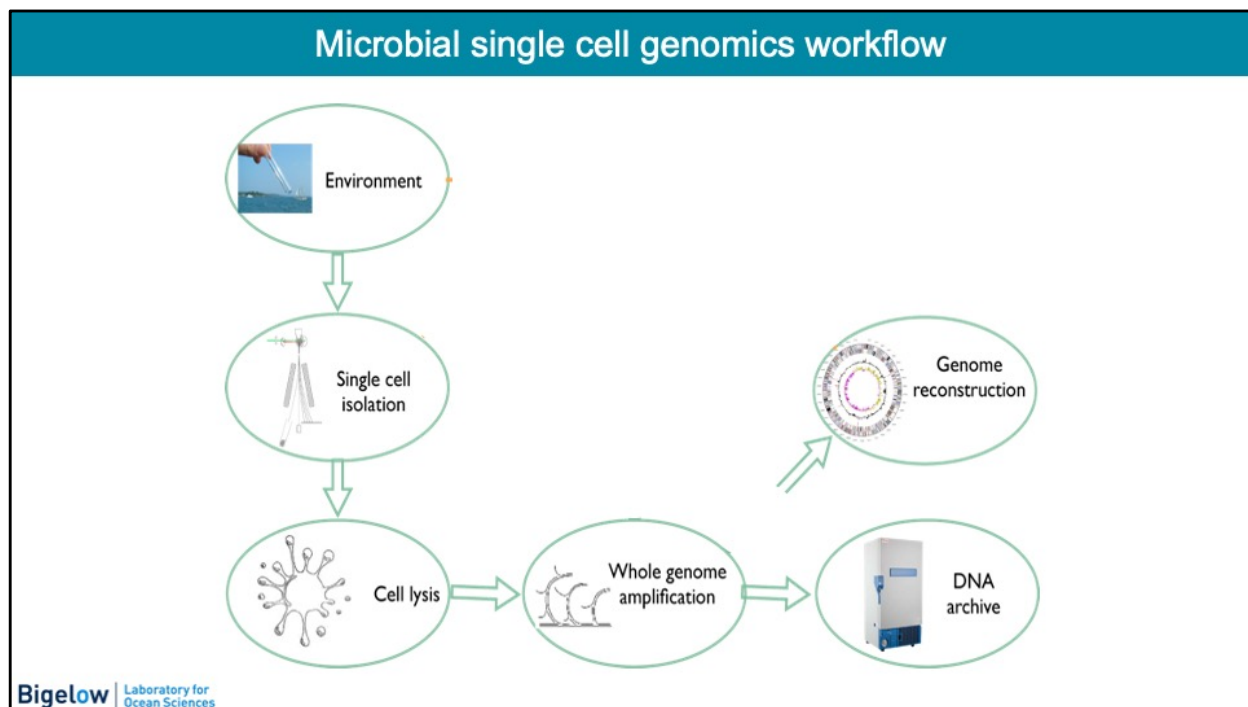 Microbial single cell genomics workflow
Environment
Single cell
isolation
Genome
reconstruction
Cell lysis
Whole genome
amplification
DNA
archive
Bigelow
Laboratory for
Ocean Sciences